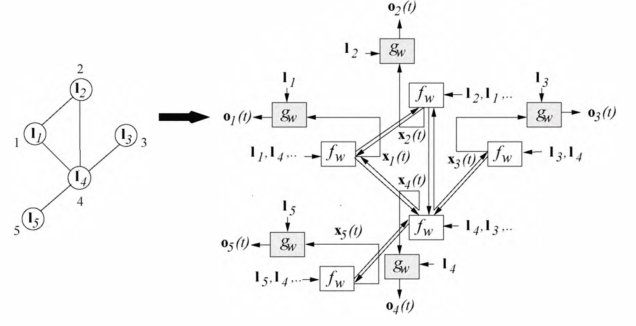 2
l2
l1
1
l3
3
l4
4
l5
5
o2(t)
l2
gw
l1
o1(t)
gw
fw
l2, l1,...
x2(t)
l1, l4,...
fw
x1(t)
l3
gw
o3(t)
x3(t)
fw
l3, l4
x4(t)
fw
l4, l3...
l5
x5(t)
o5(t)
gw
gw
l4
l5, l4...
fw
o4(t)